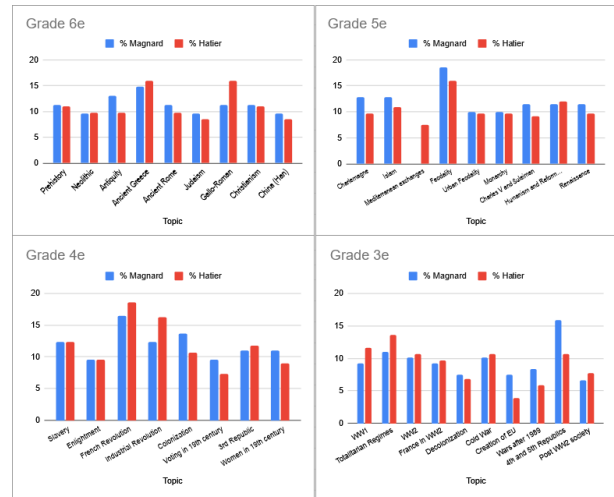 Grade 6e
% Magnard % Hatier
20
15
10
5
0
Prehistory
Neolithic
Antiquity
Ancient Greece
Ancient Rome
Judaism
Gallo-Roman
Christianism
China (Han)
Topic
Grade 5e
% Magnard % Hatier
20
15
10
5
0
Charlemagne
Islam
Mediterranean exchanges
Feodally
Urban Feodally
Monarchy
Charles V and Suleiman
Humanism and Reform...
Renaissance
Topic
Grade 4e
% Magnard % Hatier
20
15
10
5
0
Slavery
Enlightment
French Revolution
Industrial Revolution
Colonization
Voting in 19th century
3rd Republic
Women in 19th century
Topic
Grade 3e
% Magnard % Hatier
20
15
10
5
0
WW1
Totalitarian Regimes
WW2
France in WW2
Decolonization
Cold War
Creation of EU
Wars after 1989
4th and 5th Republics
Post WW2 society
Topic